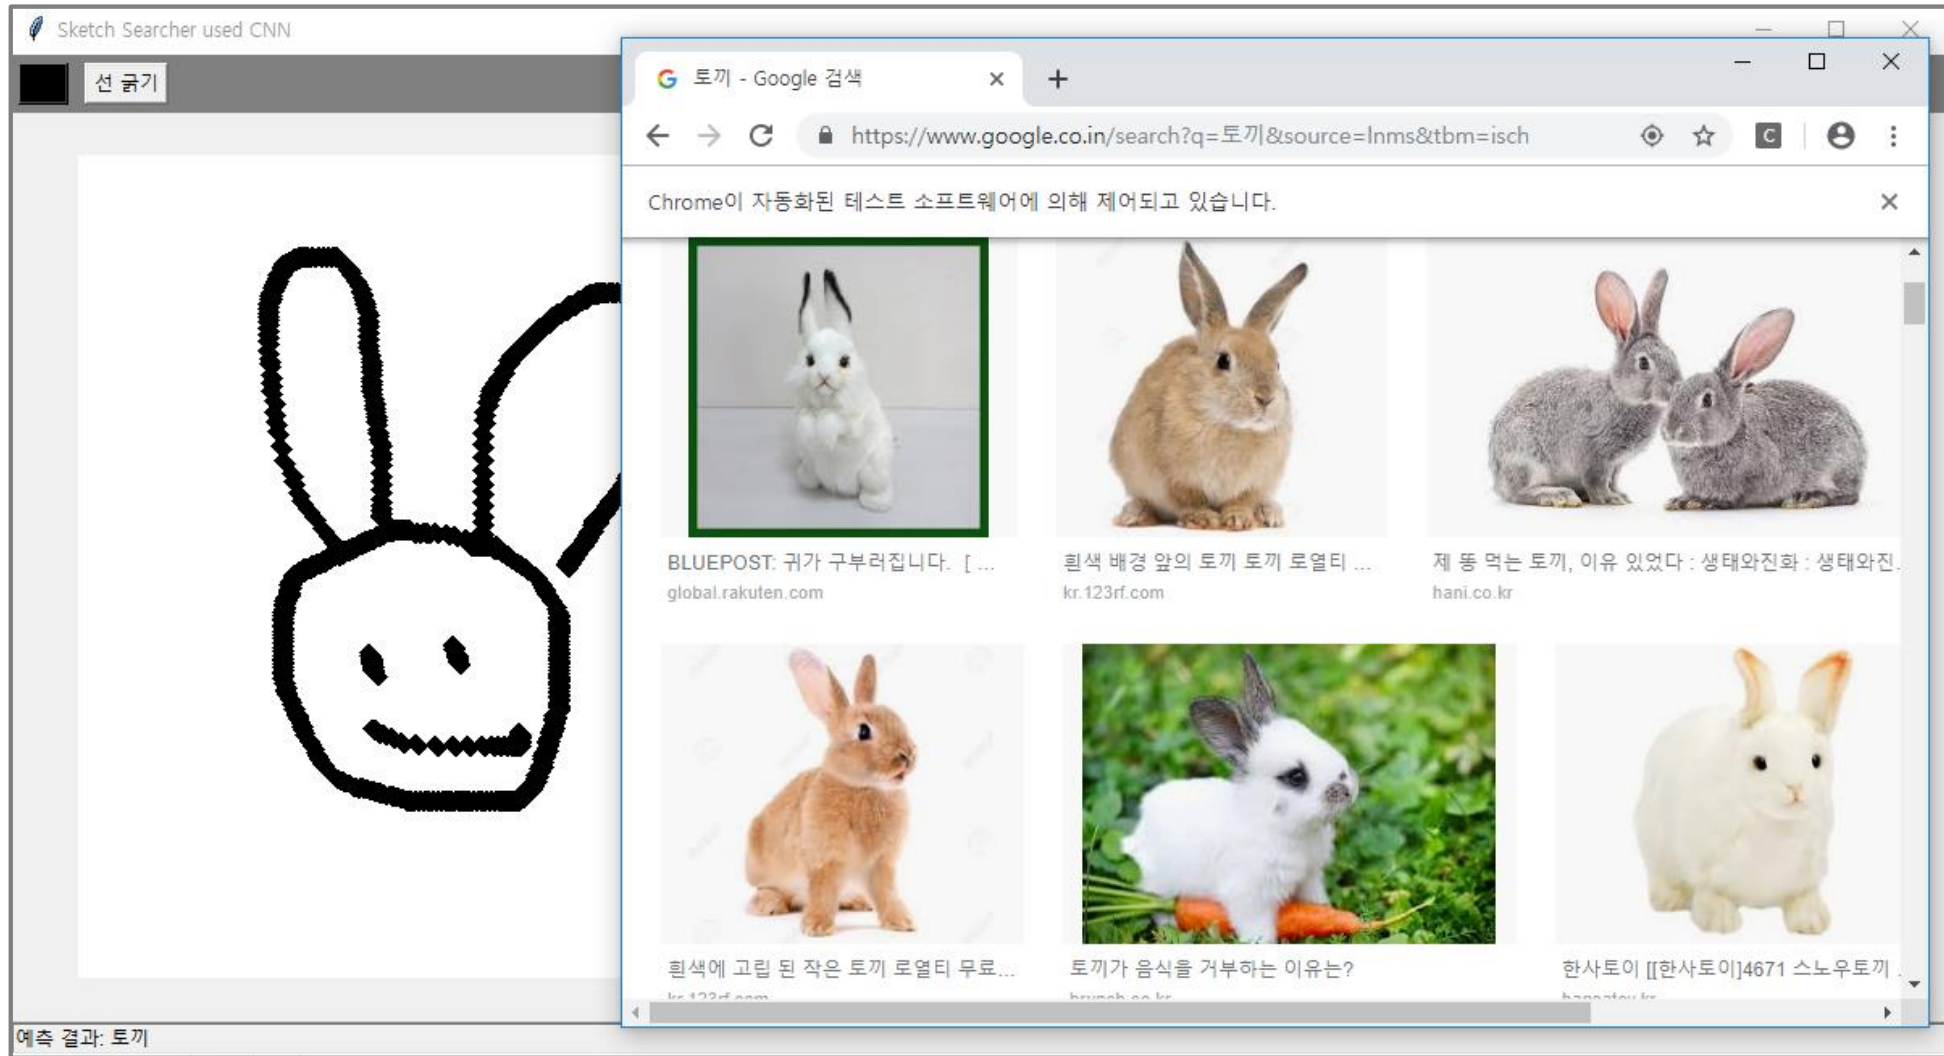 Sketch Searcher used CNN
선 굵기
토끼 - Google 검색
https://www.google.co.in/search?q=토끼&source=lnms&tbm=isch
C
Chrome이 자동화된 테스트 소프트웨어에 의해 제어되고 있습니다.
BLUEPOST: 귀가 구부러집니다. [ ...
global.rakuten.com
흰색 배경 앞의 토끼 토끼 로열티 ...
kr.123rf.com
제 똥 먹는 토끼, 이유 있었다 : 생태와진화 : 생태와진.
hani.co.kr
흰색에 고립 된 작은 토끼 로열티 무료...
kr.123rf.com
토끼가 음식을 거부하는 이유는?
brunch.co.kr
한사토이 [[한사토이]4671 스노우토끼 .
예측 결과: 토끼